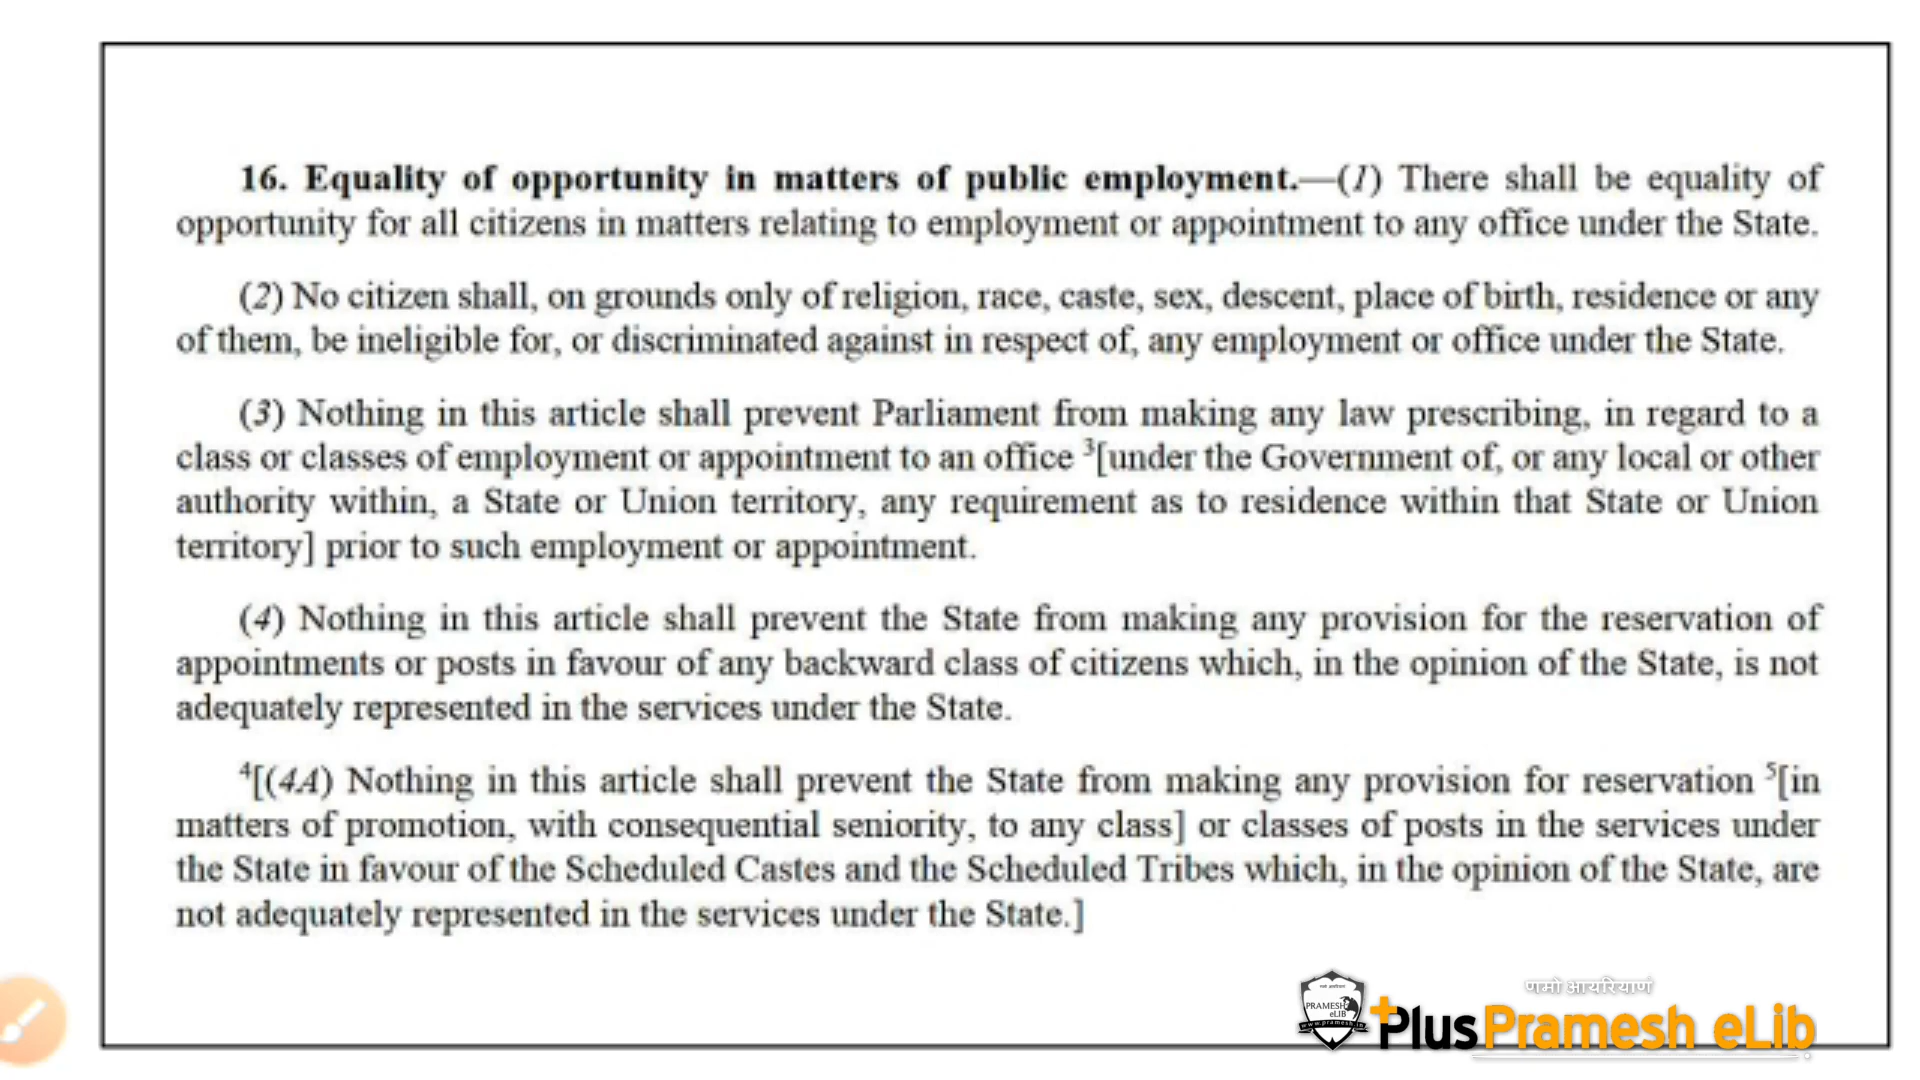 16. Equality of opportunity in matters of public employment.—(1) There shall be equality of
opportunity for all citizens in matters relating to employment or appointment to any office under the State.
(2) No citizen shall, on grounds only of religion, race, caste, sex, descent, place of birth, residence or any
of them, be ineligible for, or discriminated against in respect of, any employment or office under the State.
(3) Nothing in this article shall prevent Parliament from making any law prescribing, in regard to a
class or classes of employment or appointment to an office ³[under the Government of, or any local or other
authority within, a State or Union territory, any requirement as to residence within that State or Union
territory] prior to such employment or appointment.
(4) Nothing in this article shall prevent the State from making any provision for the reservation of
appointments or posts in favour of any backward class of citizens which, in the opinion of the State, is not
adequately represented in the services under the State.
⁴[(4A) Nothing in this article shall prevent the State from making any provision for reservation ⁵[in
matters of promotion, with consequential seniority, to any class] or classes of posts in the services under
the State in favour of the Scheduled Castes and the Scheduled Tribes which, in the opinion of the State, are
not adequately represented in the services under the State.]
णमो आयरियाणं
PRAMESH
eLIB
www.pramesh.in
Plus Pramesh eLib